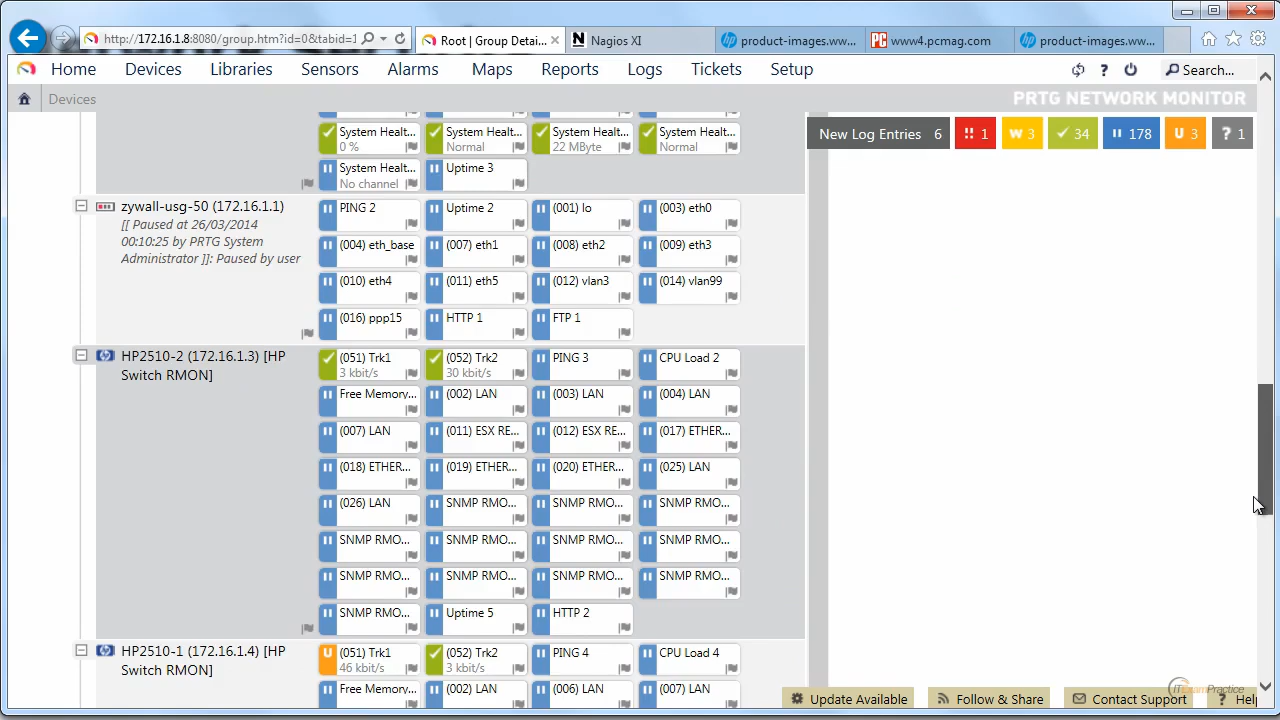 http://172.16.1.8:8080/group.htm?id=0&tabid=1
Root | Group Detai...
Nagios XI
product-images.ww...
www4.pcmag.com
product-images.ww...
Home Devices Libraries Sensors Alarms Maps Reports Logs Tickets Setup
Search...
Devices
PRTG NETWORK MONITOR
New Log Entries 6
1
W 3
34
178
U 3
? 1
System Healt... System Healt... System Healt... System Healt...
0 % Normal 22 MByte Normal
System Healt... Uptime 3
No channel
zywall-usg-50 (172.16.1.1)
[[ Paused at 26/03/2014
00:10:25 by PRTG System
Administrator ]]: Paused by user
PING 2 Uptime 2 (001) lo (003) eth0
(004) eth_base (007) eth1 (008) eth2 (009) eth3
(010) eth4 (011) eth5 (012) vlan3 (014) vlan99
(016) ppp15 HTTP 1 FTP 1
HP2510-2 (172.16.1.3) [HP
Switch RMON]
(051) Trk1 (052) Trk2 PING 3 CPU Load 2
3 kbit/s 30 kbit/s
Free Memory... (002) LAN (003) LAN (004) LAN
(007) LAN (011) ESX RE... (012) ESX RE... (017) ETHER...
(018) ETHER... (019) ETHER... (020) ETHER... (025) LAN
(026) LAN SNMP RMO... SNMP RMO... SNMP RMO...
SNMP RMO... SNMP RMO... SNMP RMO... SNMP RMO...
SNMP RMO... SNMP RMO... SNMP RMO... SNMP RMO...
SNMP RMO... Uptime 5 HTTP 2
HP2510-1 (172.16.1.4) [HP
Switch RMON]
U (051) Trk1 (052) Trk2 PING 4 CPU Load 4
46 kbit/s 3 kbit/s
Free Memory... (002) LAN (006) LAN (007) LAN
Update Available
Follow & Share
Contact Support
? Help
ITExamPractice